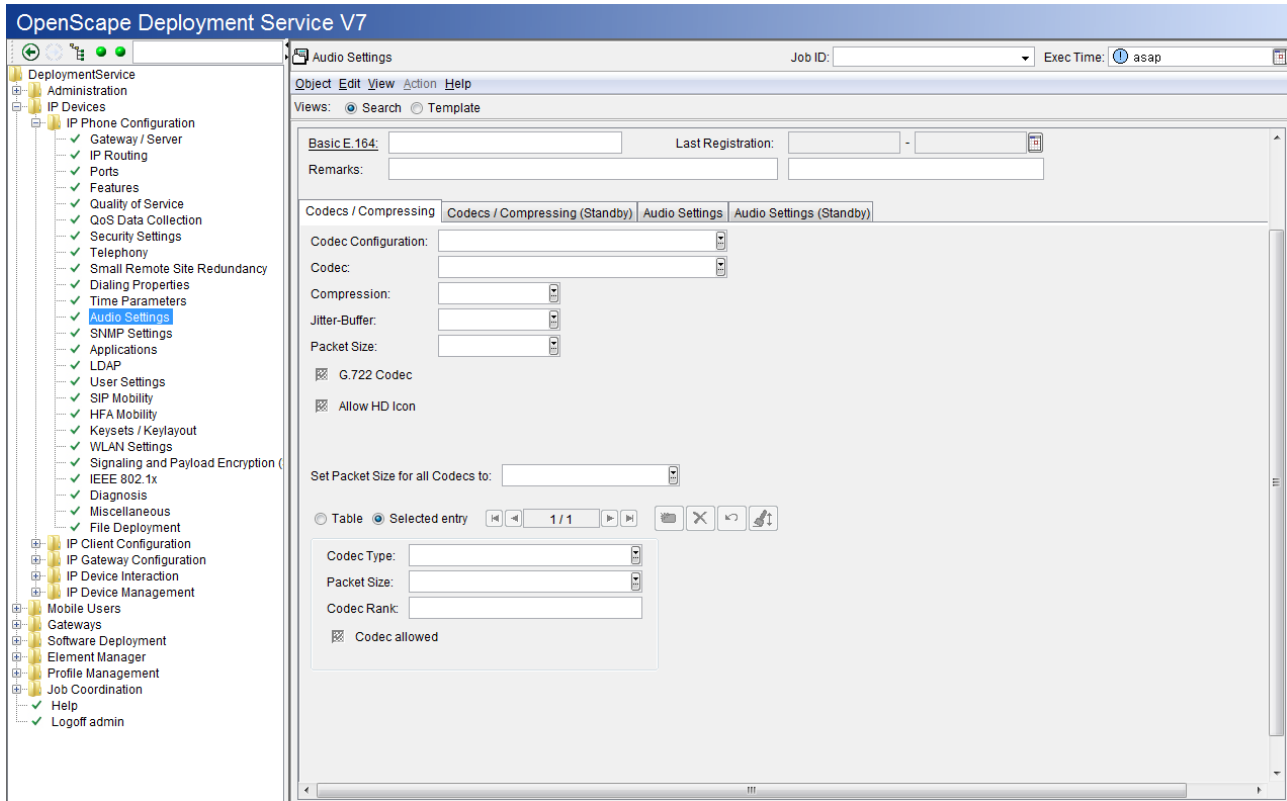 OpenScape Deployment Service V7
Audio Settings
Job ID:
Exec Time:
asap
Object Edit View Action Help
Views: Search Template
DeploymentService
Administration
IP Devices
IP Phone Configuration
Gateway / Server
IP Routing
Ports
Features
Quality of Service
QoS Data Collection
Security Settings
Telephony
Small Remote Site Redundancy
Dialing Properties
Time Parameters
Audio Settings
SNMP Settings
Applications
LDAP
User Settings
SIP Mobility
HFA Mobility
Keysets / Keylayout
WLAN Settings
Signaling and Payload Encryption (
IEEE 802.1x
Diagnosis
Miscellaneous
File Deployment
IP Client Configuration
IP Gateway Configuration
IP Device Interaction
IP Device Management
Mobile Users
Gateways
Software Deployment
Element Manager
Profile Management
Job Coordination
Help
Logoff admin
Basic E.164:
Last Registration: -
Remarks:
Codecs / Compressing Codecs / Compressing (Standby) Audio Settings Audio Settings (Standby)
Codec Configuration:
Codec:
Compression:
Jitter-Buffer:
Packet Size:
G.722 Codec
Allow HD Icon
Set Packet Size for all Codecs to:
Table Selected entry 1 / 1
Codec Type:
Packet Size:
Codec Rank:
Codec allowed